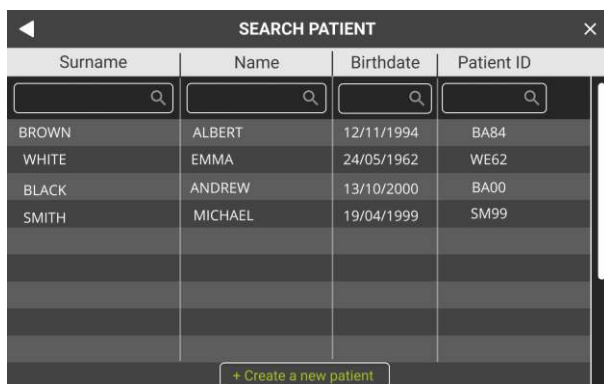 SEARCH PATIENT
Surname Name Birthdate Patient ID
BROWN ALBERT 12/11/1994 BA84
WHITE EMMA 24/05/1962 WE62
BLACK ANDREW 13/10/2000 BA00
SMITH MICHAEL 19/04/1999 SM99
+ Create a new patient